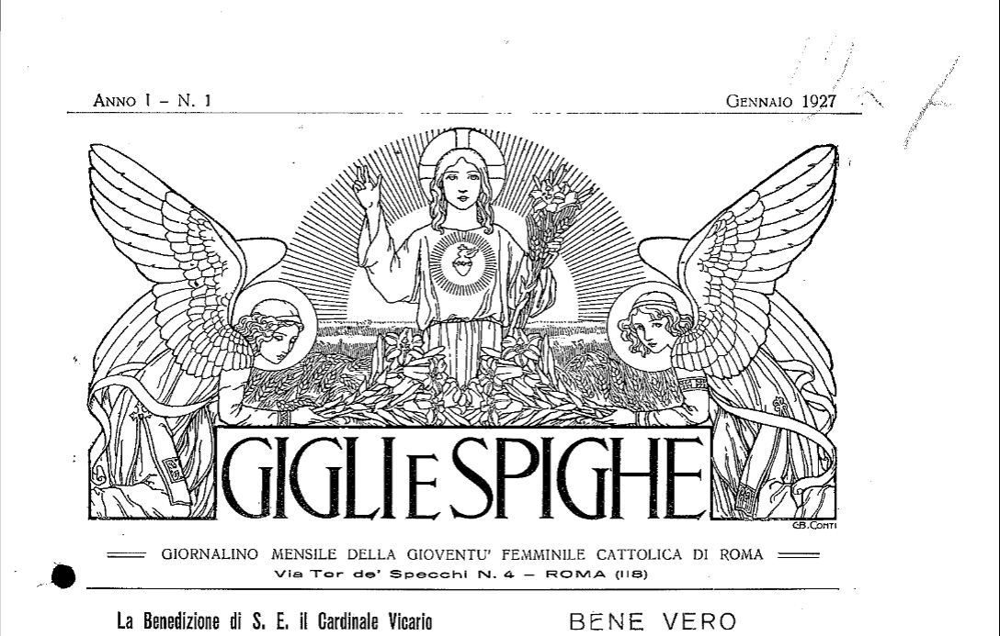 ANNO I – N. 1
GENNAIO 1927
GIGLI E SPIGHE
G.B. CONTI
GIORNALINO MENSILE DELLA GIOVENTU' FEMMINILE CATTOLICA DI ROMA
Via Tor de' Specchi N. 4 – ROMA (118)
La Benedizione di S. E. il Cardinale Vicario
BENE VERO